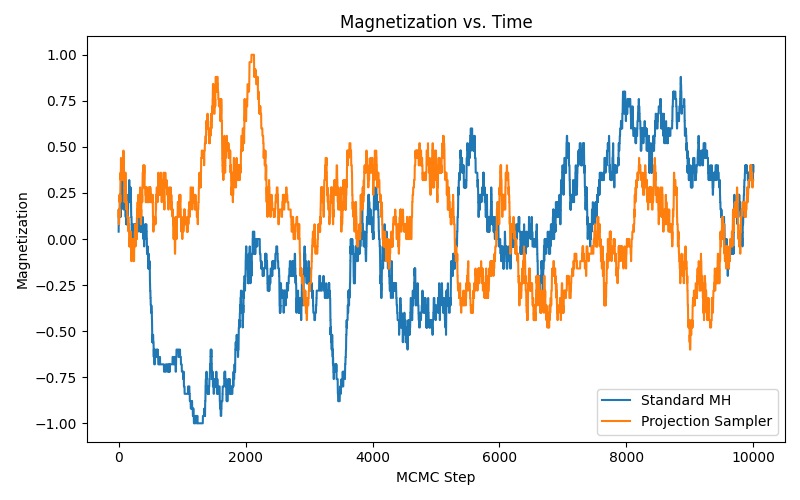 Magnetization vs. Time
Magnetization
1.00
0.75
0.50
0.25
0.00
−0.25
−0.50
−0.75
−1.00
0 2000 4000 6000 8000 10000
MCMC Step
Standard MH
Projection Sampler